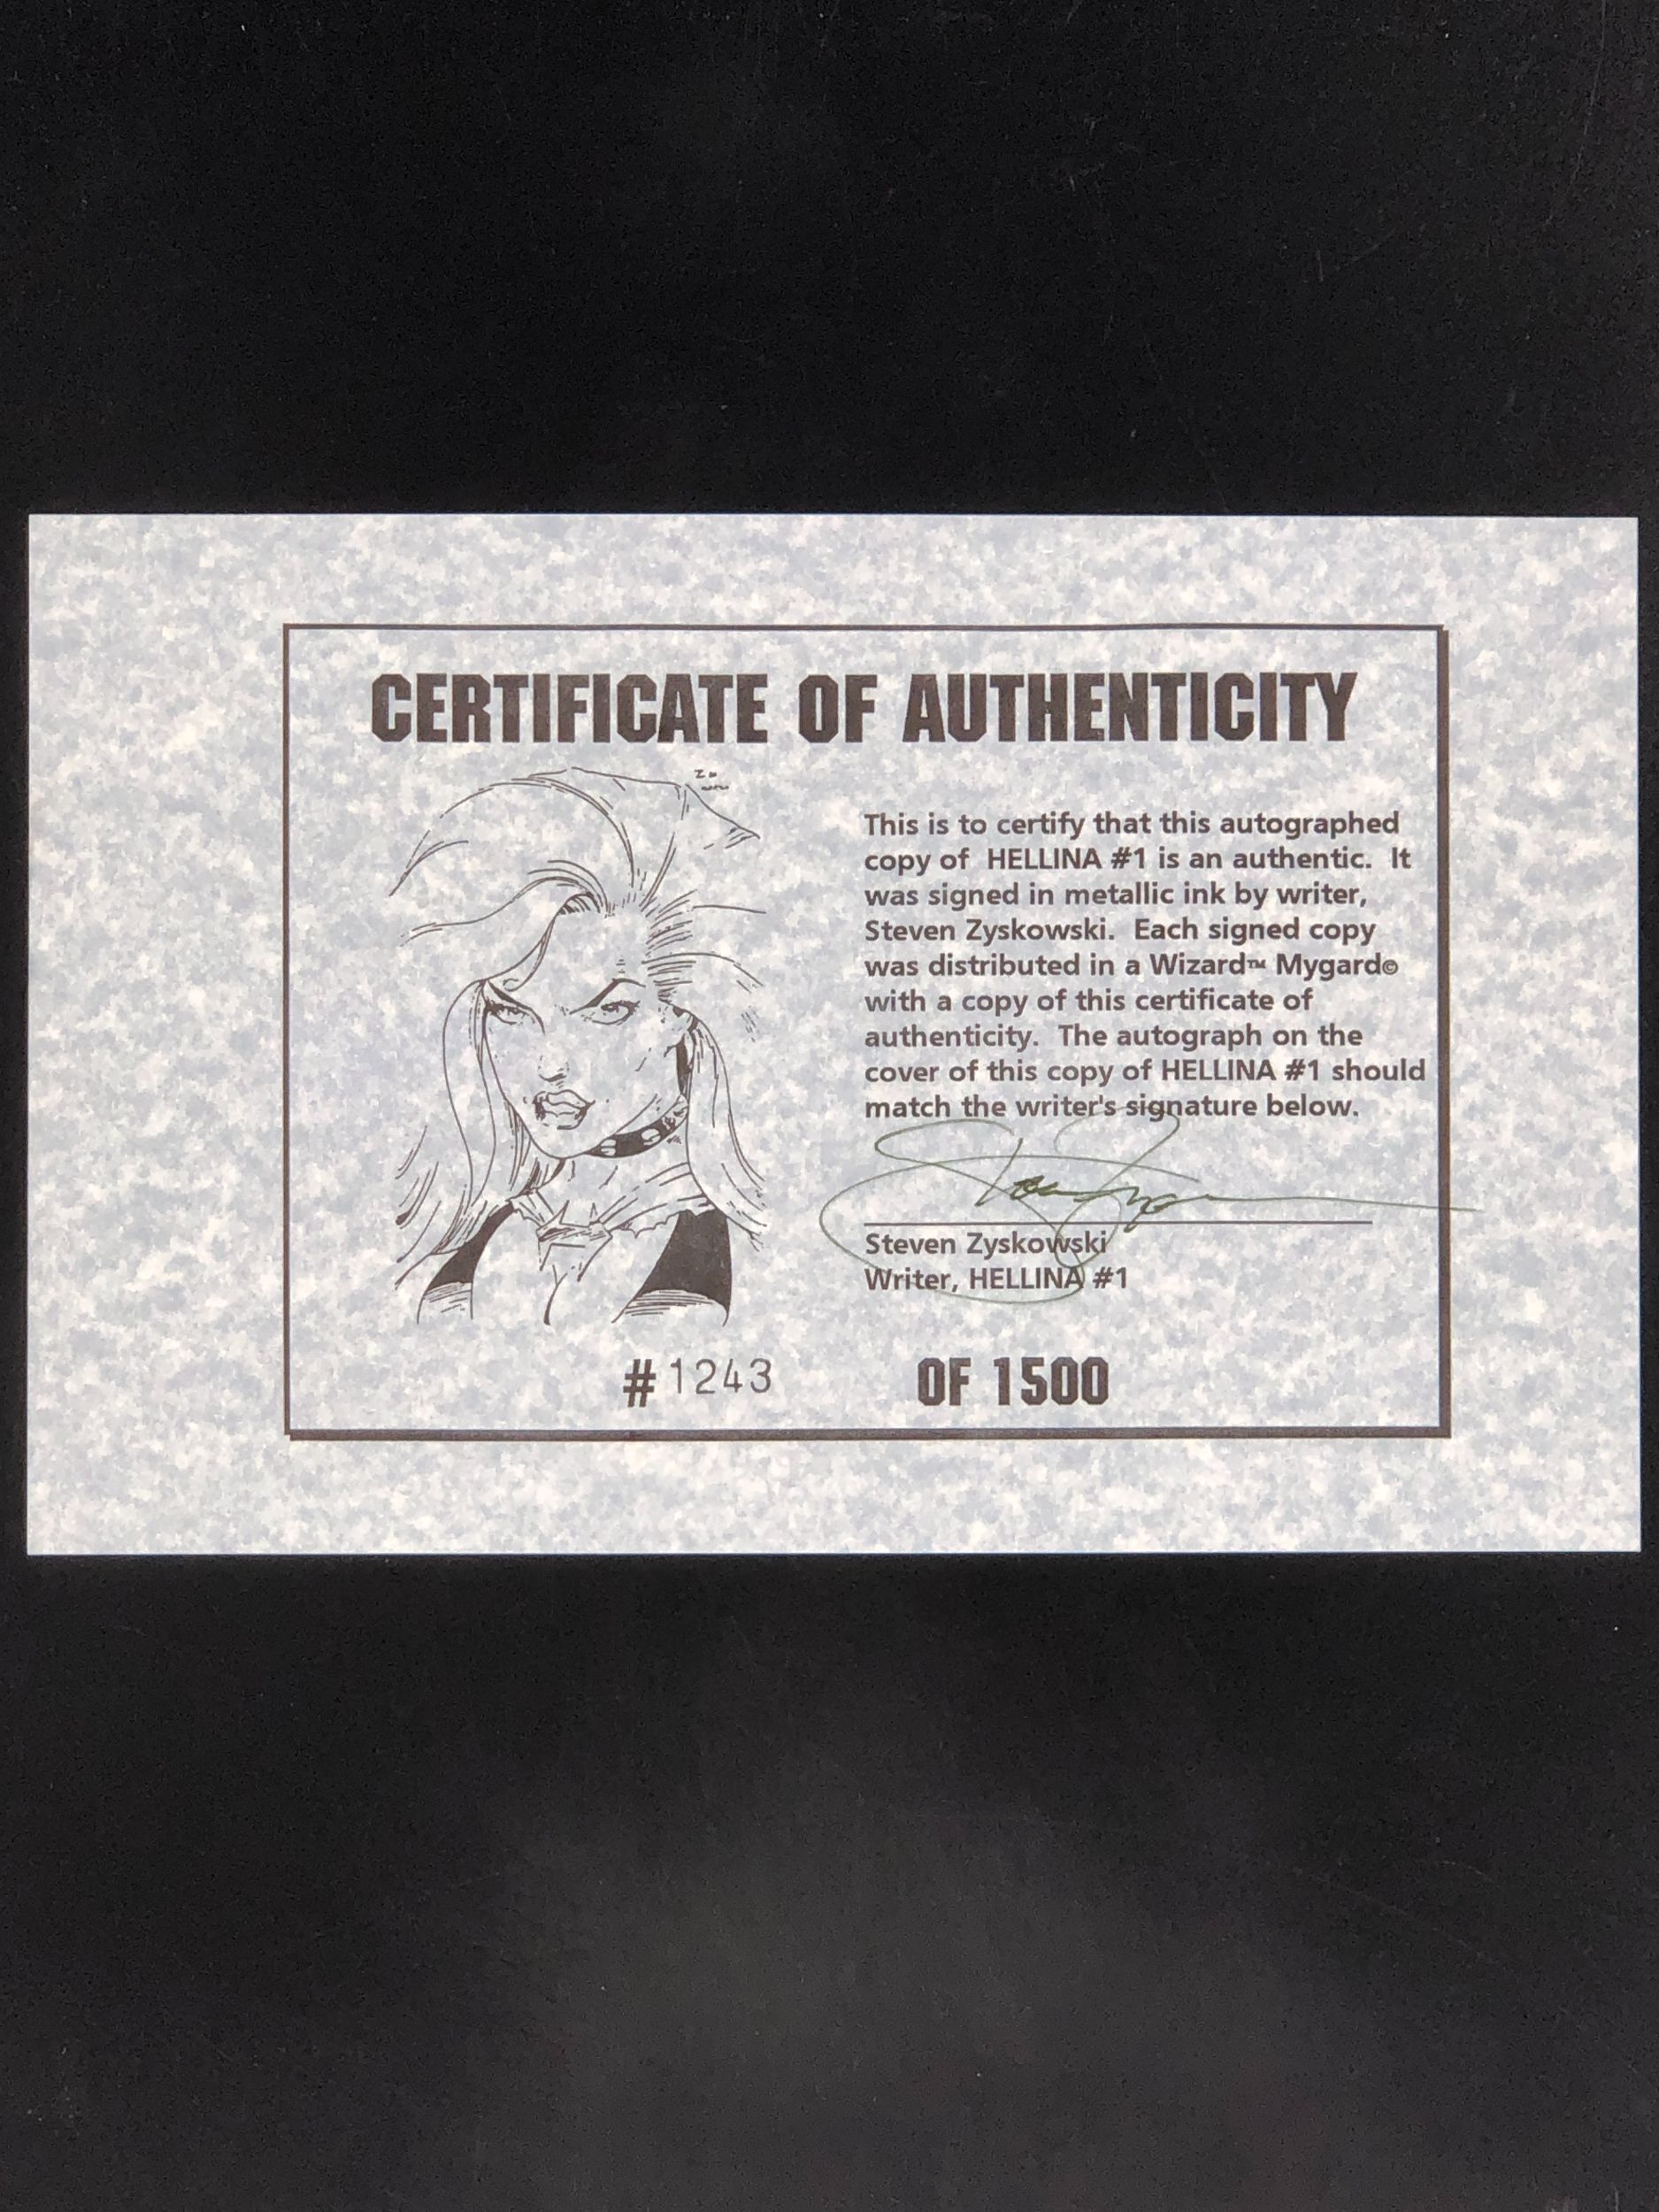 CERTIFICATE OF AUTHENTICITY
This is to certify that this autographed
copy of HELLINA #1 is an authentic. It
was signed in metallic ink by writer,
Steven Zyskowski. Each signed copy
was distributed in a Wizard™ Mygard©
with a copy of this certificate of
authenticity. The autograph on the
cover of this copy of HELLINA #1 should
match the writer's signature below.
Steven Zyskowski
Writer, HELLINA #1
#1243 OF 1500